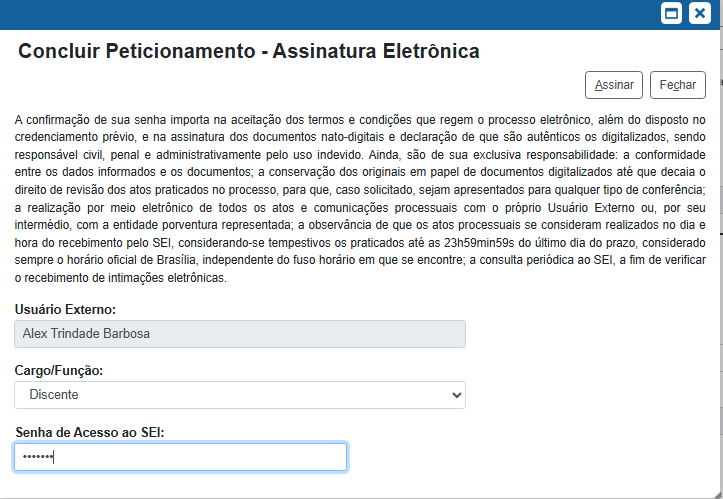 Concluir Peticionamento - Assinatura Eletrônica
Assinar
Fechar
A confirmação de sua senha importa na aceitação dos termos e condições que regem o processo eletrônico, além do disposto no
credenciamento prévio, e na assinatura dos documentos nato-digitais e declaração de que são autênticos os digitalizados, sendo
responsável civil, penal e administrativamente pelo uso indevido. Ainda, são de sua exclusiva responsabilidade: a conformidade
entre os dados informados e os documentos; a conservação dos originais em papel de documentos digitalizados até que decaia o
direito de revisão dos atos praticados no processo, para que, caso solicitado, sejam apresentados para qualquer tipo de conferência;
a realização por meio eletrônico de todos os atos e comunicações processuais com o próprio Usuário Externo ou, por seu
intermédio, com a entidade porventura representada; a observância de que os atos processuais se consideram realizados no dia e
hora do recebimento pelo SEI, considerando-se tempestivos os praticados até as 23h59min59s do último dia do prazo, considerado
sempre o horário oficial de Brasília, independente do fuso horário em que se encontre; a consulta periódica ao SEI, a fim de verificar
o recebimento de intimações eletrônicas.
Usuário Externo:
Alex Trindade Barbosa
Cargo/Função:
Discente
Senha de Acesso ao SEI:
•••••••